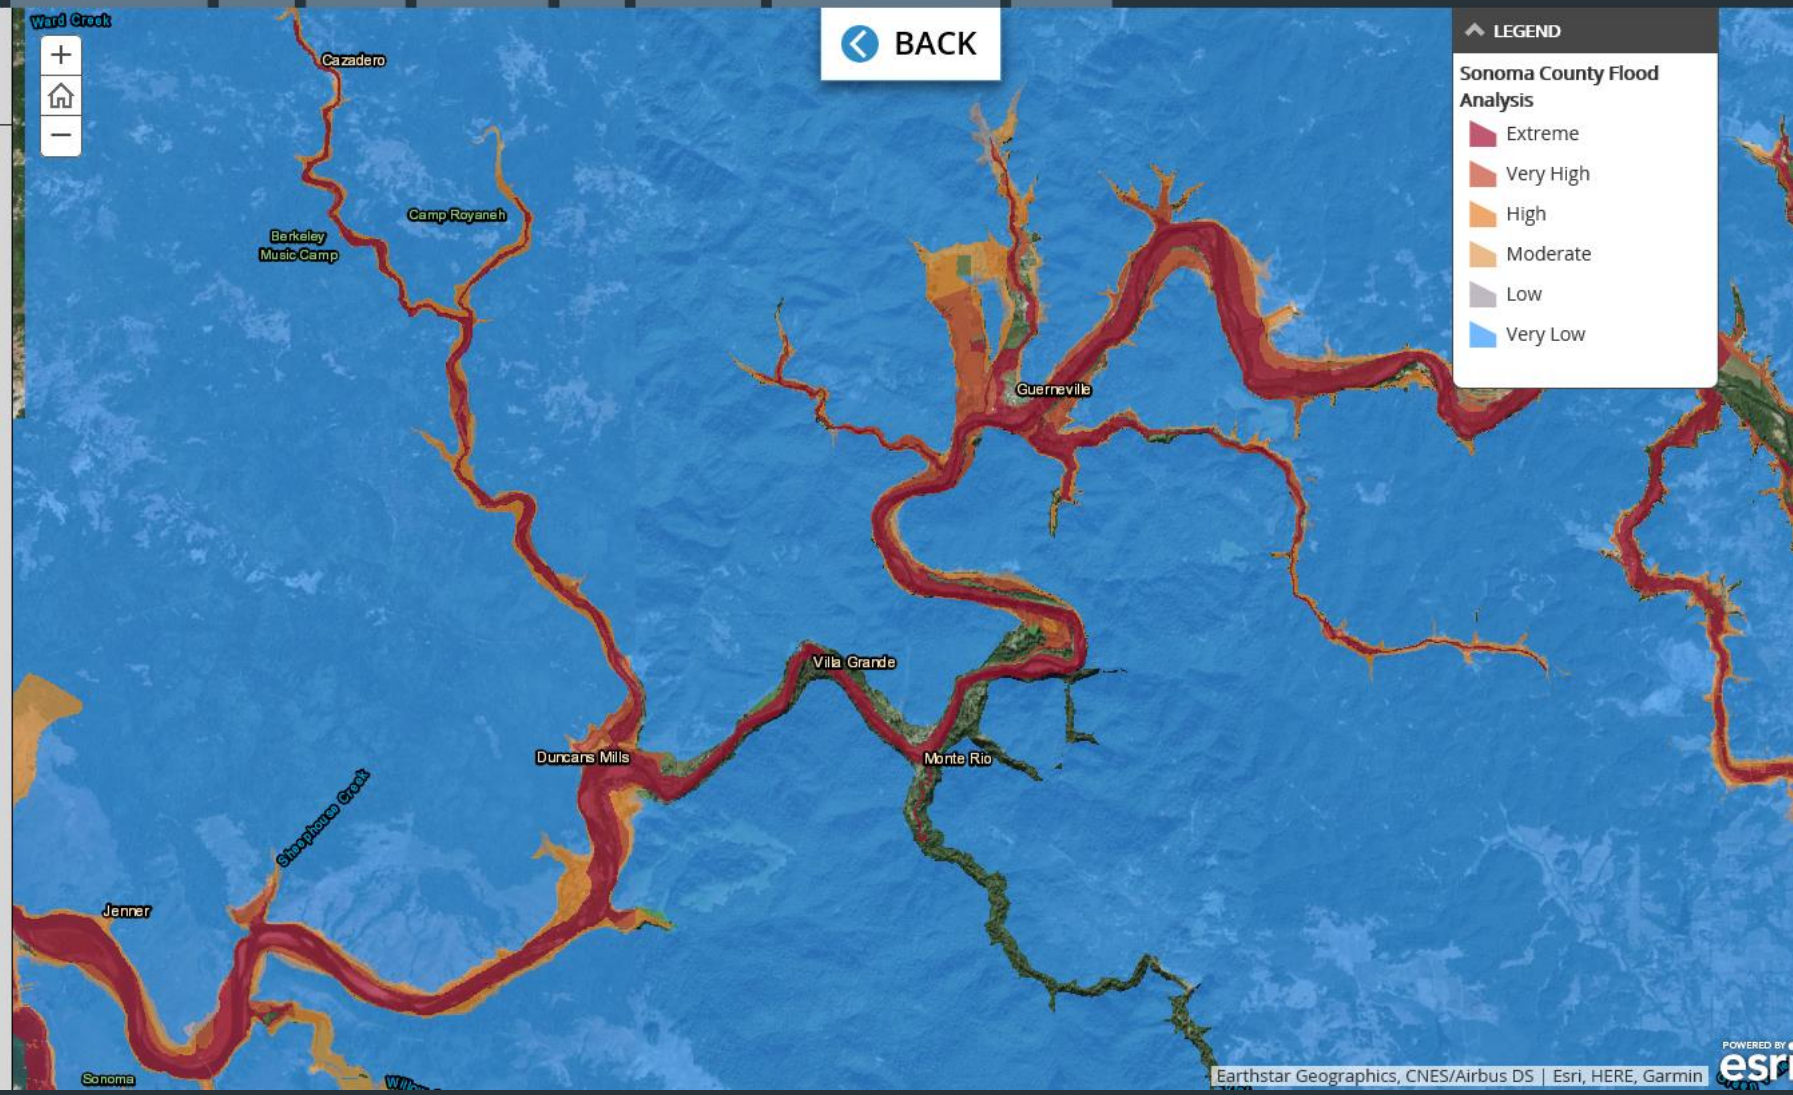 Ward Creek
BACK
LEGEND
Sonoma County Flood
Analysis
Extreme
Very High
High
Moderate
Low
Very Low
Cazadero
Camp Royaneh
Berkeley
Music Camp
Guerneville
Villa Grande
Duncans Mills
Monte Rio
Sheephouse Creek
Jenner
Sonoma
Earthstar Geographics, CNES/Airbus DS | Esri, HERE, Garmin
POWERED BY
esri